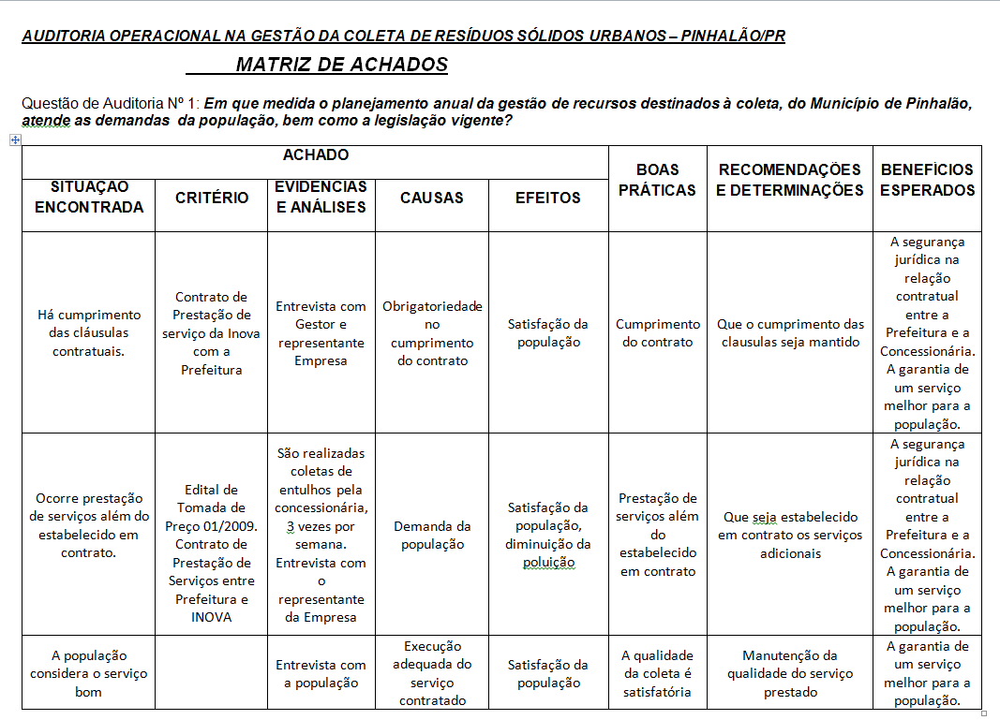 AUDITORIA OPERACIONAL NA GESTÃO DA COLETA DE RESÍDUOS SÓLIDOS URBANOS – PINHALÃO/PR
MATRIZ DE ACHADOS
Questão de Auditoria Nº 1: Em que medida o planejamento anual da gestão de recursos destinados à coleta, do Município de Pinhalão,
atende as demandas da população, bem como a legislação vigente?
ACHADO
BOAS
PRÁTICAS
RECOMENDAÇÕES
E DETERMINAÇÕES
BENEFÍCIOS
ESPERADOS
SITUAÇÃO
ENCONTRADA
CRITÉRIO
EVIDENCIAS
E ANÁLISES
CAUSAS
EFEITOS
Há cumprimento
das cláusulas
contratuais.
Contrato de
Prestação de
serviço da Inova
com a
Prefeitura
Entrevista com
Gestor e
representante
Empresa
Obrigatoriedade
no
cumprimento
do contrato
Satisfação da
população
Cumprimento
do contrato
Que o cumprimento das
clausulas seja mantido
A segurança
jurídica na
relação
contratual
entre a
Prefeitura e a
Concessionária.
A garantia de
um serviço
melhor para a
população.
Ocorre prestação
de serviços além do
estabelecido em
contrato.
Edital de
Tomada de
Preço 01/2009.
Contrato de
Prestação de
Serviços entre
Prefeitura e
INOVA
São realizadas
coletas de
entulhos pela
concessionária,
3 vezes por
semana.
Entrevista com
o
representante
da Empresa
Demanda da
população
Satisfação da
população,
diminuição da
poluição
Prestação de
serviços além
do
estabelecido
em contrato
Que seja estabelecido
em contrato os serviços
adicionais
A segurança
jurídica na
relação
contratual
entre a
Prefeitura e a
Concessionária.
A garantia de
um serviço
melhor para a
população.
A população
considera o serviço
bom
Entrevista com
a população
Execução
adequada do
serviço
contratado
Satisfação da
população
A qualidade
da coleta é
satisfatória
Manutenção da
qualidade do serviço
prestado
A garantia de
um serviço
melhor para a
população.